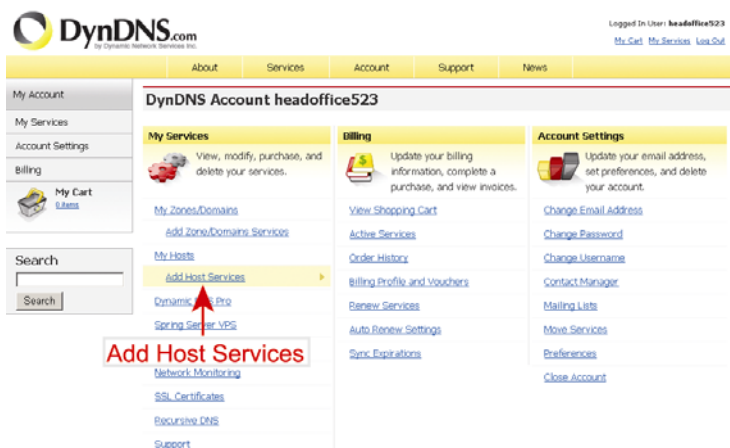 DynDNS.com
by Dynamic Network Services Inc.
Logged In User: headoffice523
My Cart My Services Log Out
About Services Account Support News
My Account
My Services
Account Settings
Billing
My Cart
0 items
Search
Search
DynDNS Account headoffice523
My Services
View, modify, purchase, and
delete your services.
My Zones/Domains
Add Zone/Domains Services
My Hosts
Add Host Services
Dynamic Pro
Spring Server VPS
Add Host Services
Network Monitoring
SSL Certificates
Recursive DNS
Support
Billing
Update your billing
information, complete a
purchase, and view invoices.
View Shopping Cart
Active Services
Order History
Billing Profile and Vouchers
Renew Services
Auto Renew Settings
Sync Expirations
Account Settings
Update your email address,
set preferences, and delete
your account.
Change Email Address
Change Password
Change Username
Contact Manager
Mailing Lists
Move Services
Preferences
Close Account